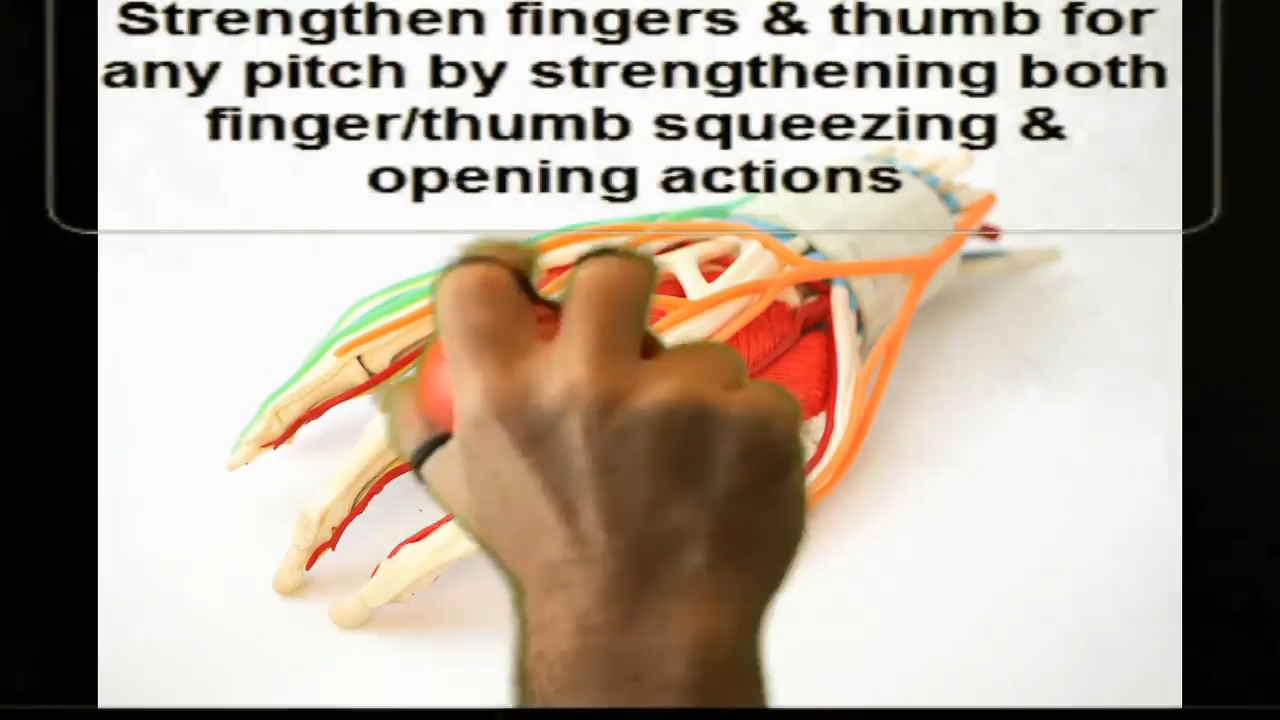 Strengthen fingers & thumb for
any pitch by strengthening both
finger/thumb squeezing &
opening actions